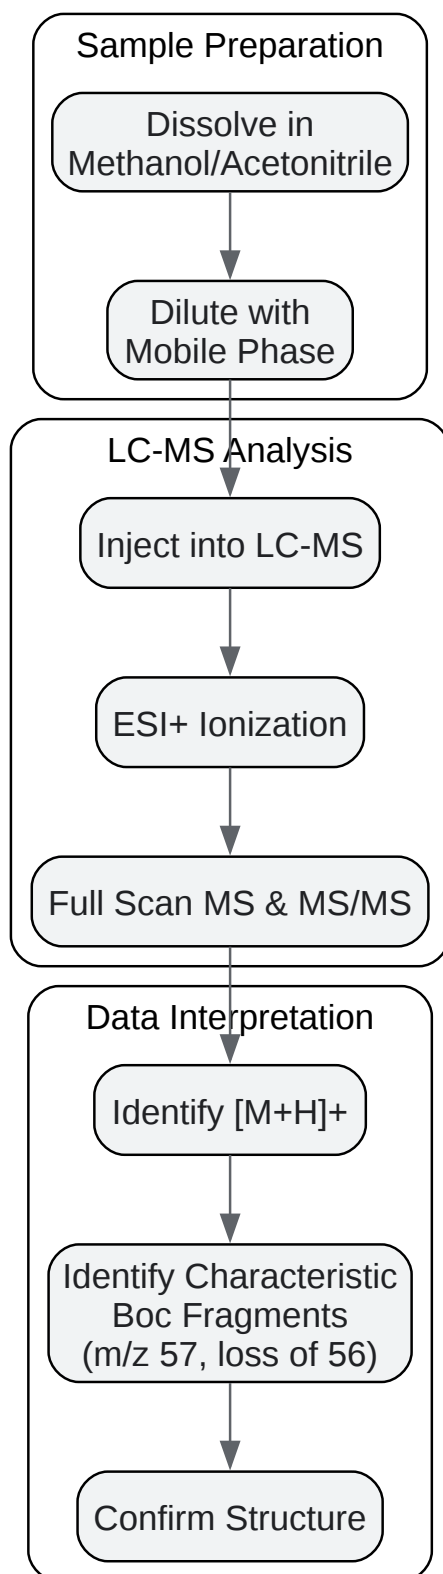 Sample Preparation
Dissolve in
Methanol/Acetonitrile
Dilute with
Mobile Phase
LC-MS Analysis
Inject into LC-MS
ESI+ Ionization
Full Scan MS & MS/MS
Data Interpretation
Identify [M+H]+
Identify Characteristic
Boc Fragments
(m/z 57, loss of 56)
Confirm Structure